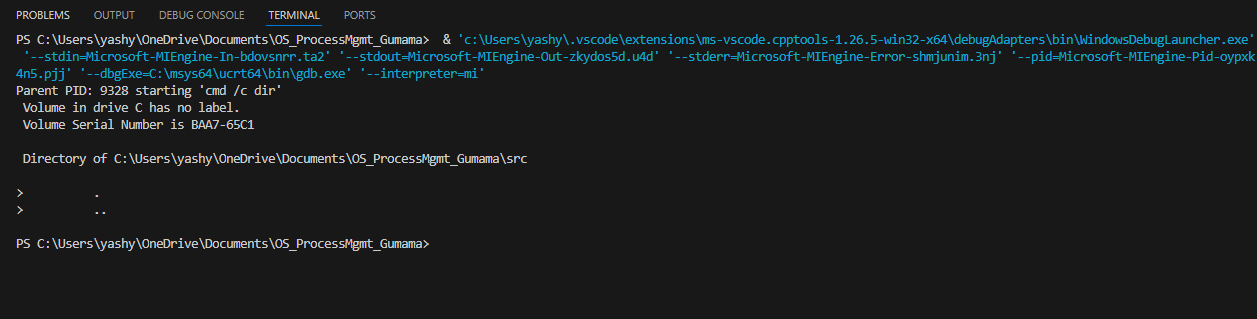 PROBLEMS OUTPUT DEBUG CONSOLE TERMINAL PORTS
PS C:\Users\yashy\OneDrive\Documents\OS_ProcessMgmt_Gumama> & 'c:\Users\yashy\.vscode\extensions\ms-vscode.cpptools-1.26.5-win32-x64\debugAdapters\bin\WindowsDebugLauncher.exe'
'--stdin=Microsoft-MIEngine-In-bdovsnrr.ta2' '--stdout=Microsoft-MIEngine-Out-zkydos5d.u4d' '--stderr=Microsoft-MIEngine-Error-shmjunim.3nj' '--pid=Microsoft-MIEngine-Pid-oypxk
4n5.pjj' '--dbgExe=C:\msys64\ucrt64\bin\gdb.exe' '--interpreter=mi'
Parent PID: 9328 starting 'cmd /c dir'
Volume in drive C has no label.
Volume Serial Number is BAA7-65C1
Directory of C:\Users\yashy\OneDrive\Documents\OS_ProcessMgmt_Gumama\src
> .
> ..
PS C:\Users\yashy\OneDrive\Documents\OS_ProcessMgmt_Gumama>